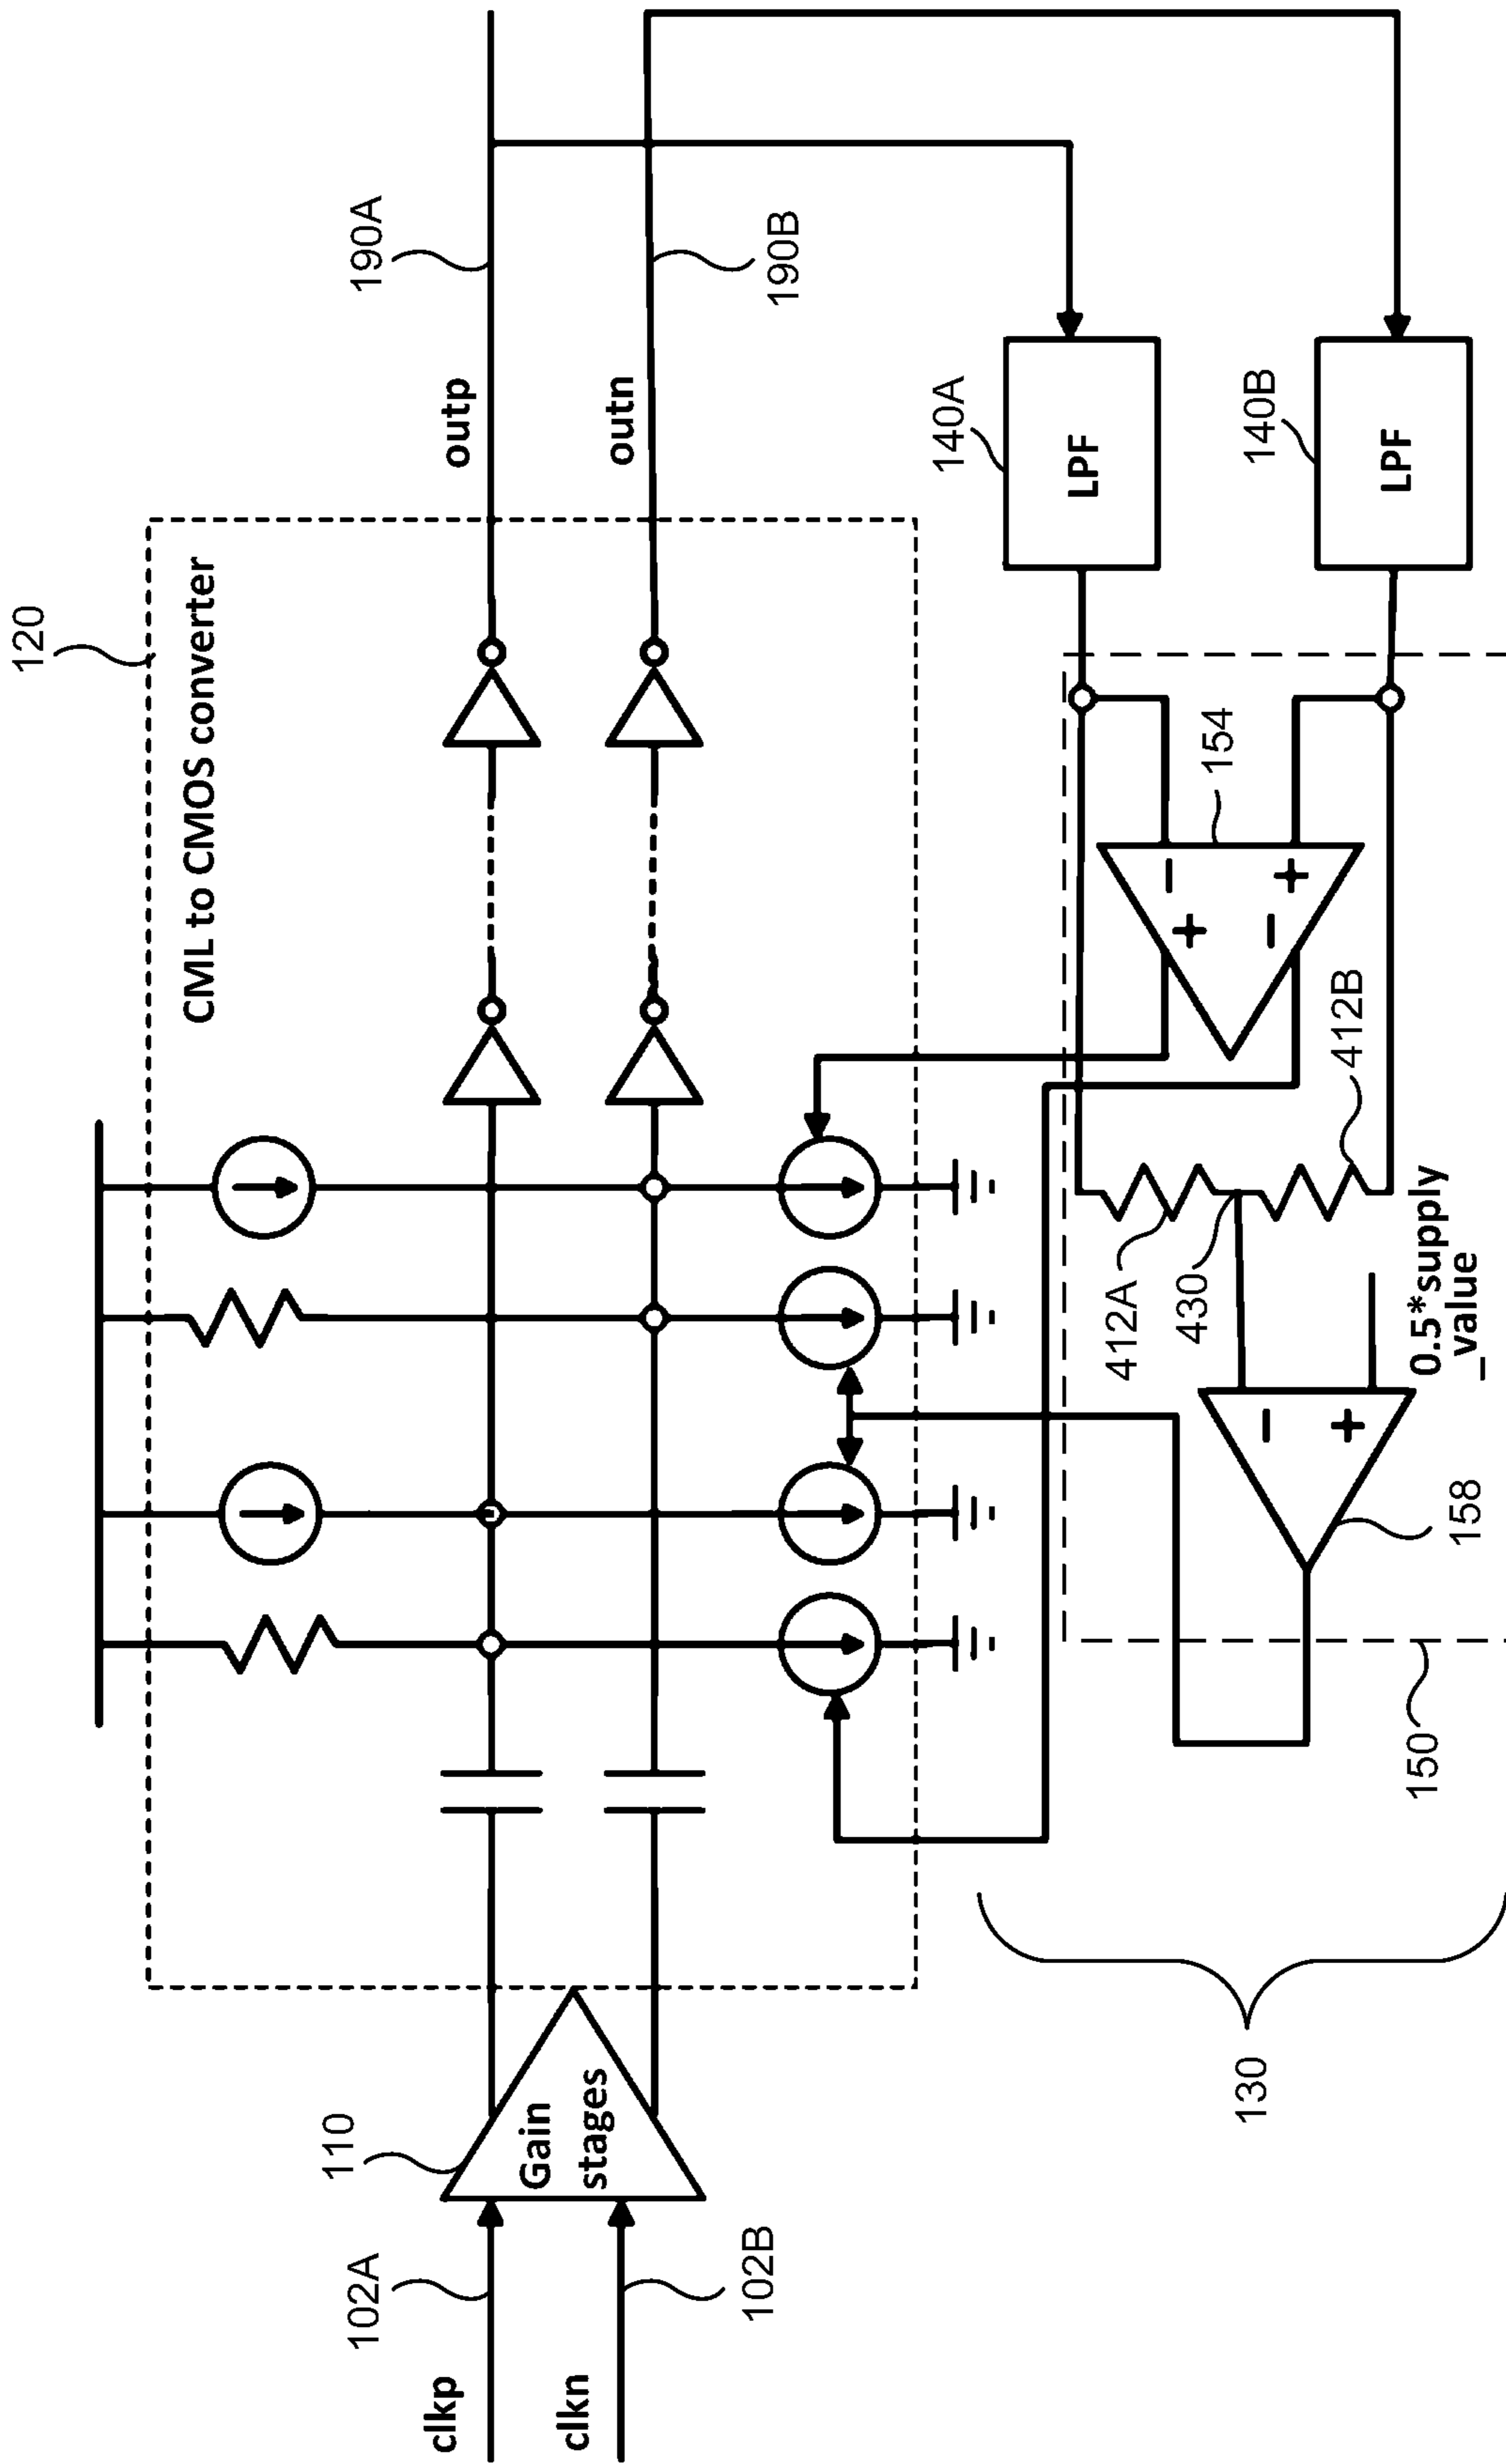 120
CML to CMOS converter
110
Gain
stages
clkp
102A
clkn
102B
outp
190A
outn
190B
140A
LPF
140B
LPF
154
−
+
+
−
412A
430
412B
0.5*supply
_value
−
+
158
150
130